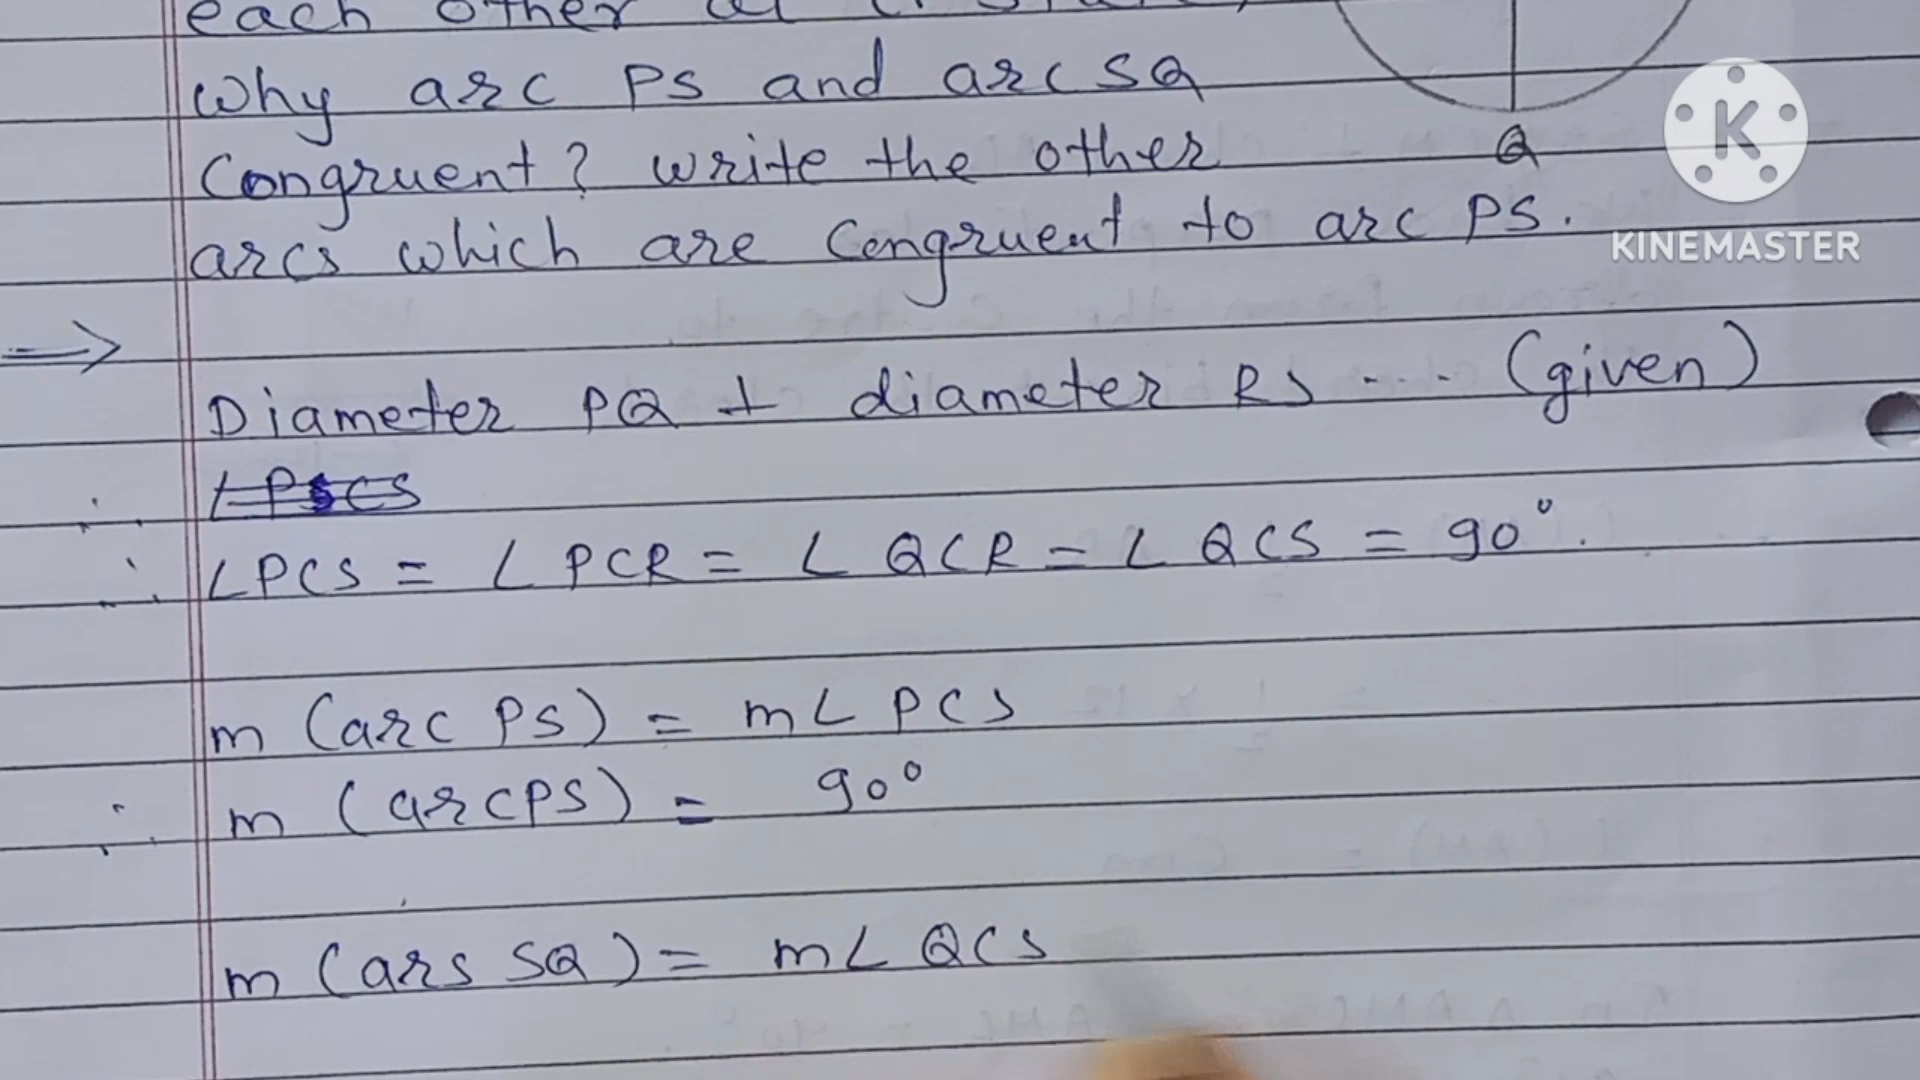 each other
Why arc PS and arc SQ
Congruent? write the other
arcs which are Congruent to arc PS.
Q
K
KINEMASTER
Diameter PQ ⊥ diameter RS ---- (given)
∴ ∠PCS
∴ ∠PCS = ∠PCR = ∠QCR = ∠QCS = 90°.
m (arc PS) = m∠PCS
∴ m (arc PS) = 90°
m (ars SQ) = m∠QCS